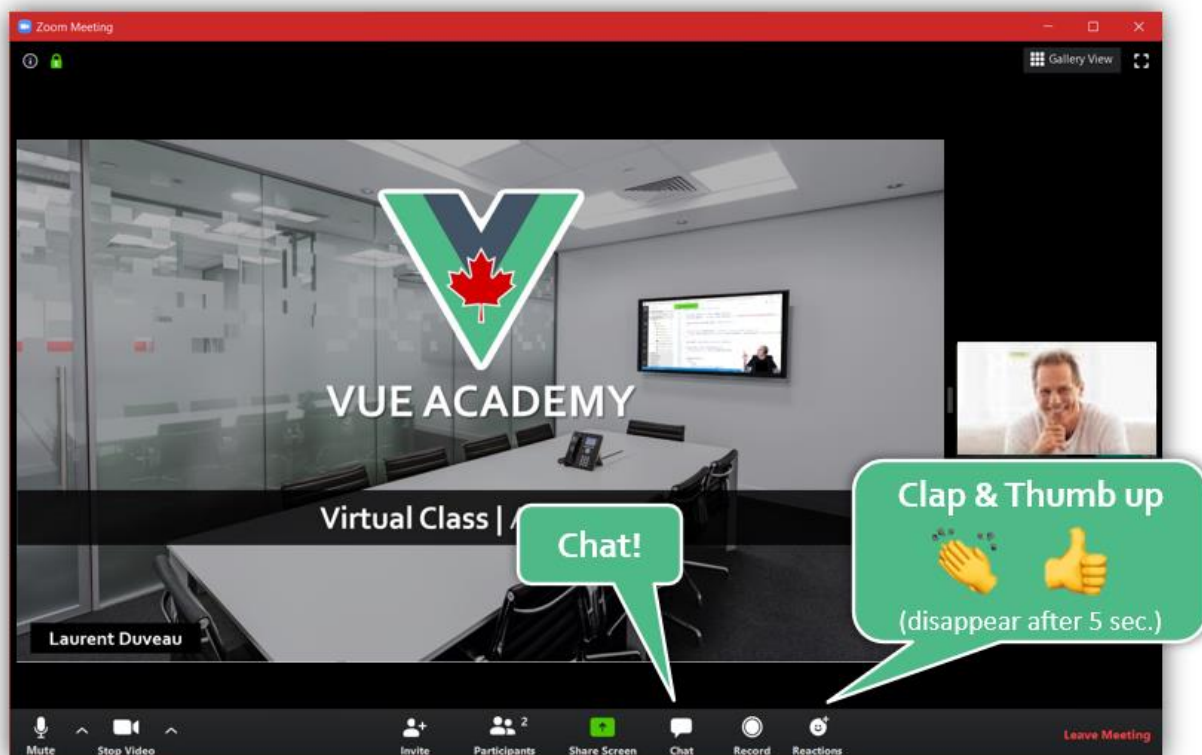 Zoom Meeting
Gallery View
VUE ACADEMY
Virtual Class |
Chat!
Clap & Thumb up
(disappear after 5 sec.)
Laurent Duveau
Mute
Stop Video
Invite
Participants
2
Share Screen
Chat
Record
Reactions
Leave Meeting